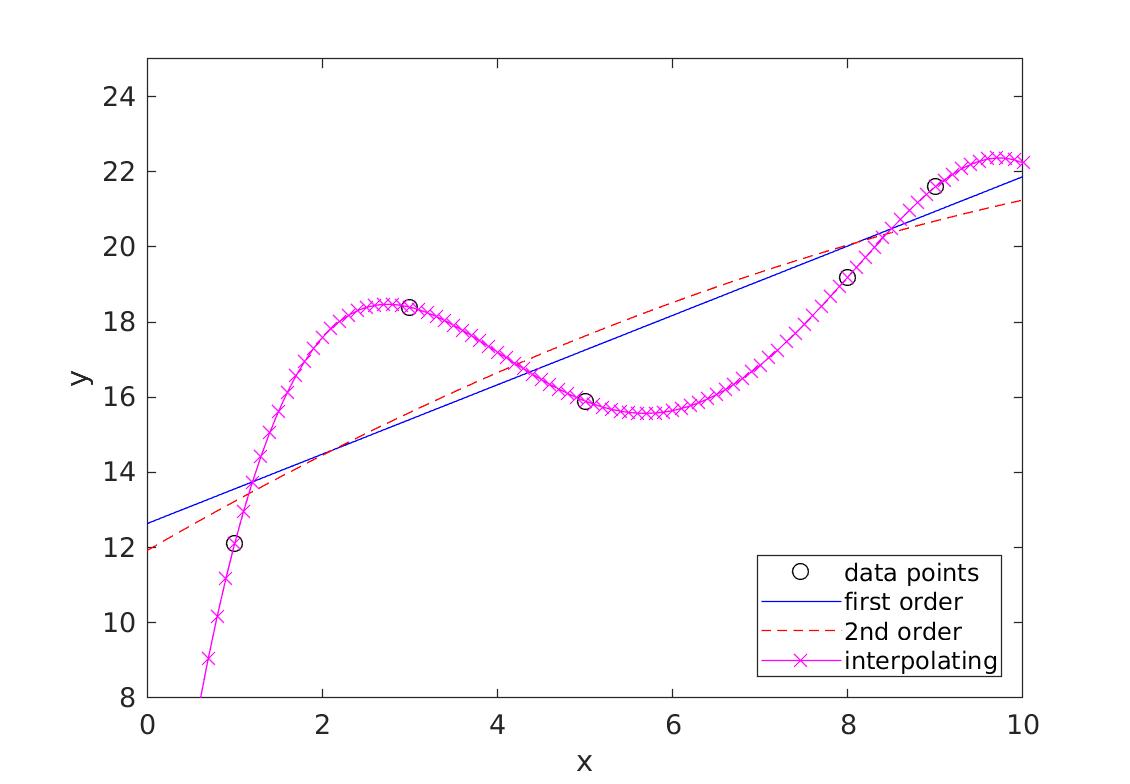 24
22
20
18
16
14
12
10
8
y
0 2 4 6 8 10
x
data points
first order
2nd order
interpolating